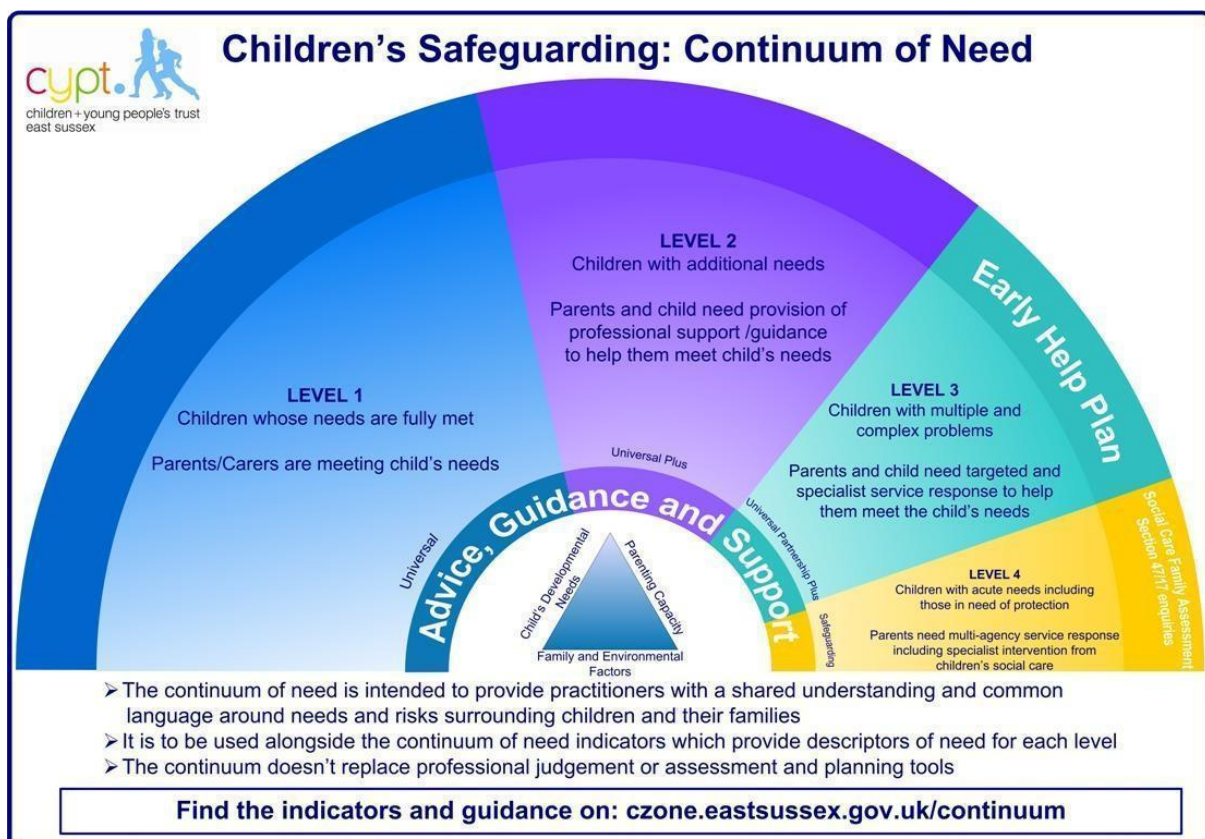 Children's Safeguarding: Continuum of Need
cypt.
children+young people's trust
east sussex
LEVEL 1
Children whose needs are fully met
Parents/Carers are meeting child's needs
LEVEL 2
Children with additional needs
Parents and child need provision of
professional support /guidance
to help them meet child's needs
Early Help Plan
LEVEL 3
Children with multiple and
complex problems
Parents and child need targeted and
specialist service response to help
them meet the child's needs
Social Care Family Assessment
Section 47/17 enquiries
LEVEL 4
Children with acute needs including
those in need of protection
Parents need multi-agency service response
including specialist intervention from
children's social care
Universal
Universal Plus
Universal Partnership Plus
Safeguarding
Advice, Guidance and Support
Child's Developmental
Needs
Parenting Capacity
Family and Environmental
Factors
➤ The continuum of need is intended to provide practitioners with a shared understanding and common
language around needs and risks surrounding children and their families
➤ It is to be used alongside the continuum of need indicators which provide descriptors of need for each level
➤ The continuum doesn't replace professional judgement or assessment and planning tools
Find the indicators and guidance on: czone.eastsussex.gov.uk/continuum